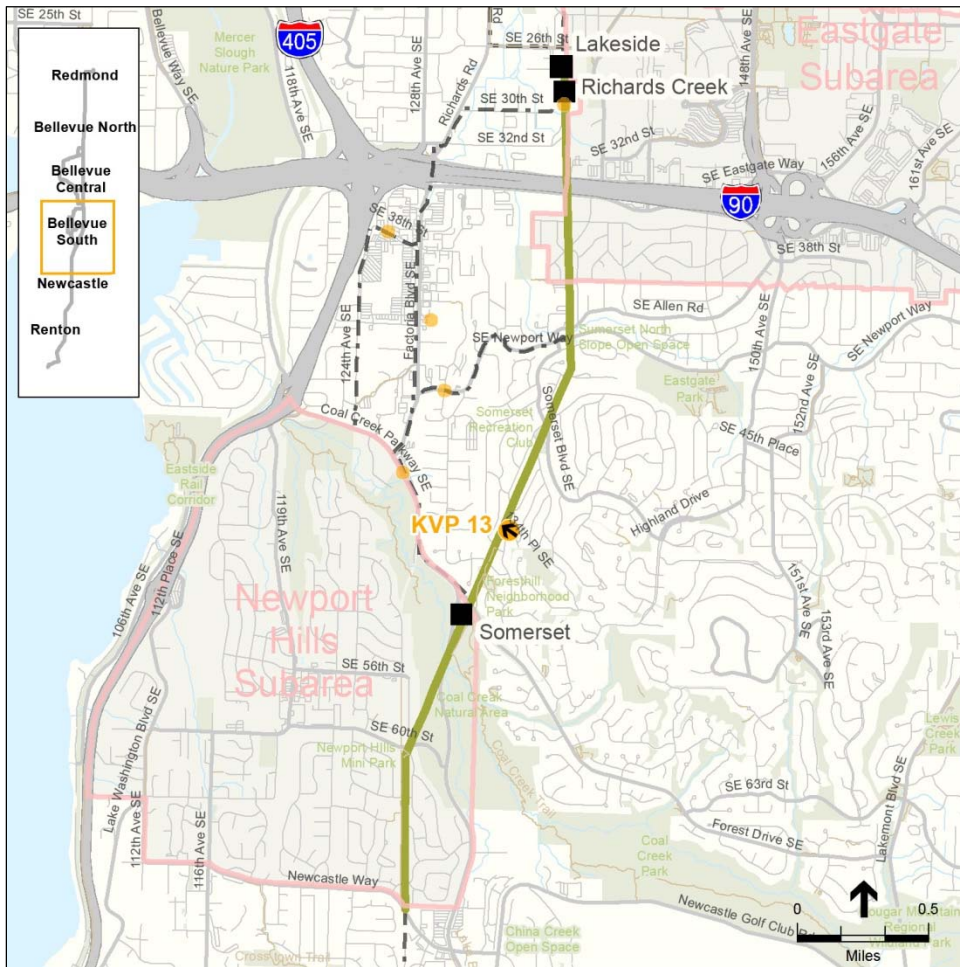 SE 25th St
Redmond
Bellevue North
Bellevue
Central
Bellevue
South
Newcastle
Renton
Bellevue Way SE
Mercer
Slough
Nature Park
118th Ave SE
405
128th Ave SE
Richards Rd
Rd
SE 26th St
Lakeside
Richards Creek
SE 30th St
SE 32nd St
SE 32nd St
148th Ave SE
Eastgate
Subarea
156th Ave SE
161st Ave SE
SE Eastgate Way
90
SE 38th St
SE 38th St
124th Ave SE
Factoria Blvd SE
SE Allen Rd
SE Newport Way
Somerset North
Slope Open Space
150th Ave SE
SE Newport Way
Eastgate
Park
152nd Ave SE
SE 45th Place
Somerset
Recreation
Club
Somerset Blvd SE
Coal Creek Parkway SE
Eastside
Rail
Corridor
119th Ave SE
Highland Drive
KVP 13
Pl SE
106th Ave SE
112th Place SE
Newport
Hills
Subarea
Foresthill
Neighborhood
Park
Somerset
151st Ave SE
153rd Ave SE
SE 56th St
Coal Creek
Natural Area
SE 60th St
Newport Hills
Mini Park
Lewis
Creek
Park
Lake Washington Blvd SE
112th Ave SE
116th Ave SE
Coal Creek Trail
SE 63rd St
Forest Drive SE
Lakemont Blvd SE
Coal
Creek
Park
Newcastle Way
Newcastle Golf Club Rd
China Creek
Open Space
Crosstown Trail
Cougar Mountain
Regional
Wildland Park
0 0.5
Miles